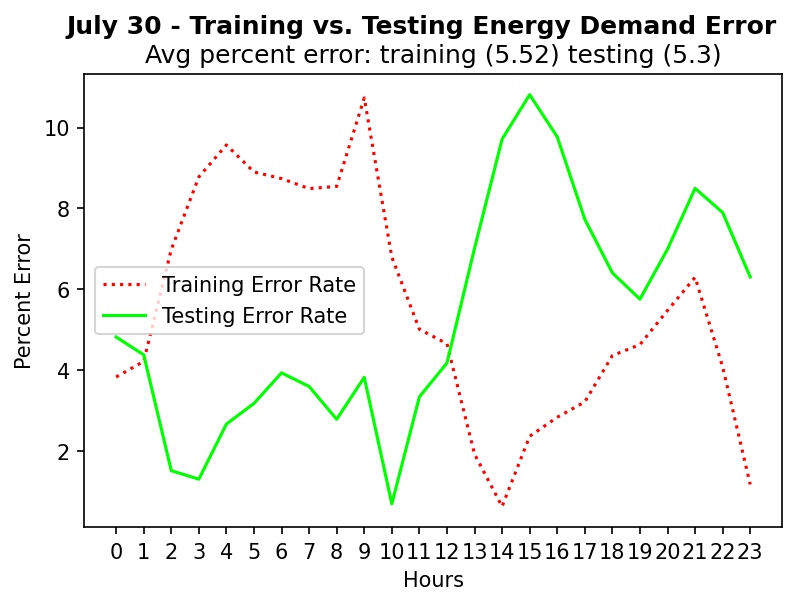 July 30 - Training vs. Testing Energy Demand Error
Avg percent error: training (5.52) testing (5.3)
Percent Error
10
8
6
4
2
Training Error Rate
Testing Error Rate
0 1 2 3 4 5 6 7 8 9 10 11 12 13 14 15 16 17 18 19 20 21 22 23
Hours